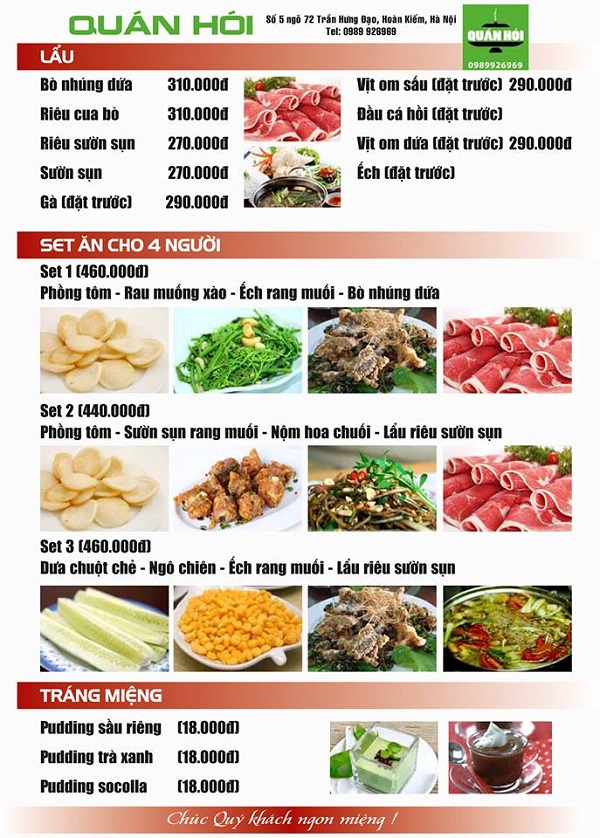 QUÁN HÓI
Số 5 ngõ 72 Trần Hưng Đạo, Hoàn Kiếm, Hà Nội
Tel: 0989 926969
QUÁN HÓI
0989926969
LẨU
Bò nhúng dứa 310.000đ
Riêu cua bò 310.000đ
Riêu sườn sụn 270.000đ
Sườn sụn 270.000đ
Gà (đặt trước) 290.000đ
Vịt om sấu (đặt trước) 290.000đ
Đầu cá hồi (đặt trước)
Vịt om dứa (đặt trước) 290.000đ
Ếch (đặt trước)
SET ĂN CHO 4 NGƯỜI
Set 1 (460.000đ)
Phồng tôm - Rau muống xào - Ếch rang muối - Bò nhúng dứa
Set 2 (440.000đ)
Phồng tôm - Sườn sụn rang muối - Nộm hoa chuối - Lẩu riêu sườn sụn
Set 3 (460.000đ)
Dưa chuột chẻ - Ngô chiên - Ếch rang muối - Lẩu riêu sườn sụn
TRÁNG MIỆNG
Pudding sầu riêng (18.000đ)
Pudding trà xanh (18.000đ)
Pudding socolla (18.000đ)
Chúc Quý khách ngon miệng !